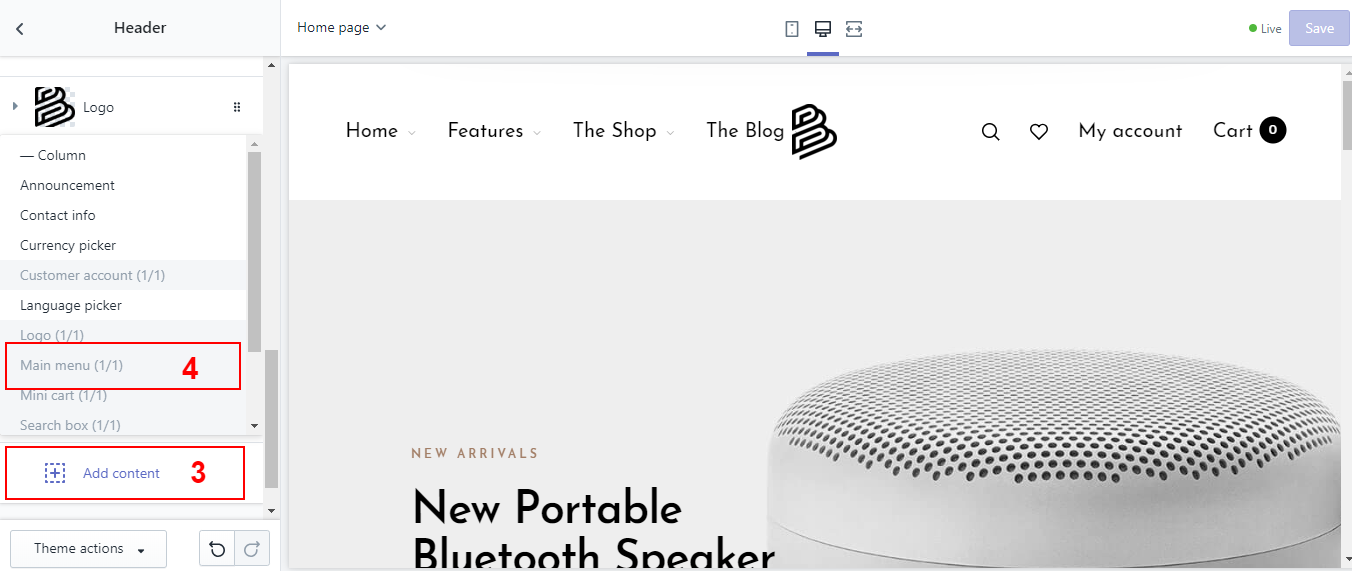 Header
Home page
Live
Save
Logo
— Column
Announcement
Contact info
Currency picker
Customer account (1/1)
Language picker
Logo (1/1)
Main menu (1/1)
4
Mini cart (1/1)
Search box (1/1)
Add content
3
Theme actions
Home
Features
The Shop
The Blog
My account
Cart 0
NEW ARRIVALS
New Portable
Bluetooth Speaker